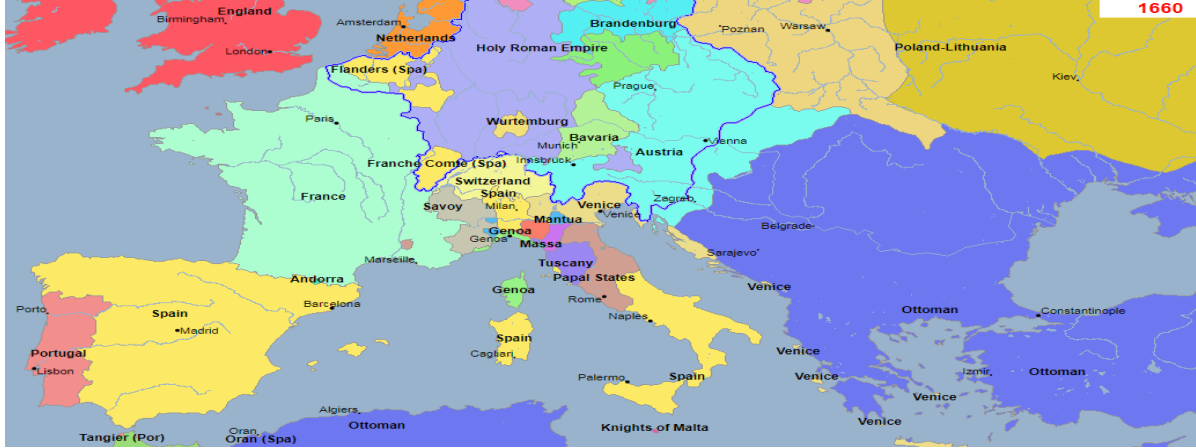 1660
England
Birmingham
Amsterdam
Brandenburg
Poznan
Warsaw
Netherlands
London
Holy Roman Empire
Poland-Lithuania
Flanders (Spa)
Kiev
Prague
Paris
Wurtemburg
Bavaria
Munich
Vienna
Austria
Franche Comte (Spa)
Innsbruck
Switzerland
France
Spain
Milan
Savoy
Venice
Zagreb
Venice
Mantua
Genoa
Genoa
Massa
Belgrade
Sarajevo
Marseille
Tuscany
Andorra
Papal States
Genoa
Venice
Barcelona
Rome
Porto
Spain
Ottoman
Constantinople
Naples
Madrid
Spain
Portugal
Cagliari
Venice
Lisbon
Palermo
Spain
Venice
Izmir
Ottoman
Venice
Algiers
Venice
Ottoman
Knights of Malta
Oran
Tangier (Por)
Oran (Spa)